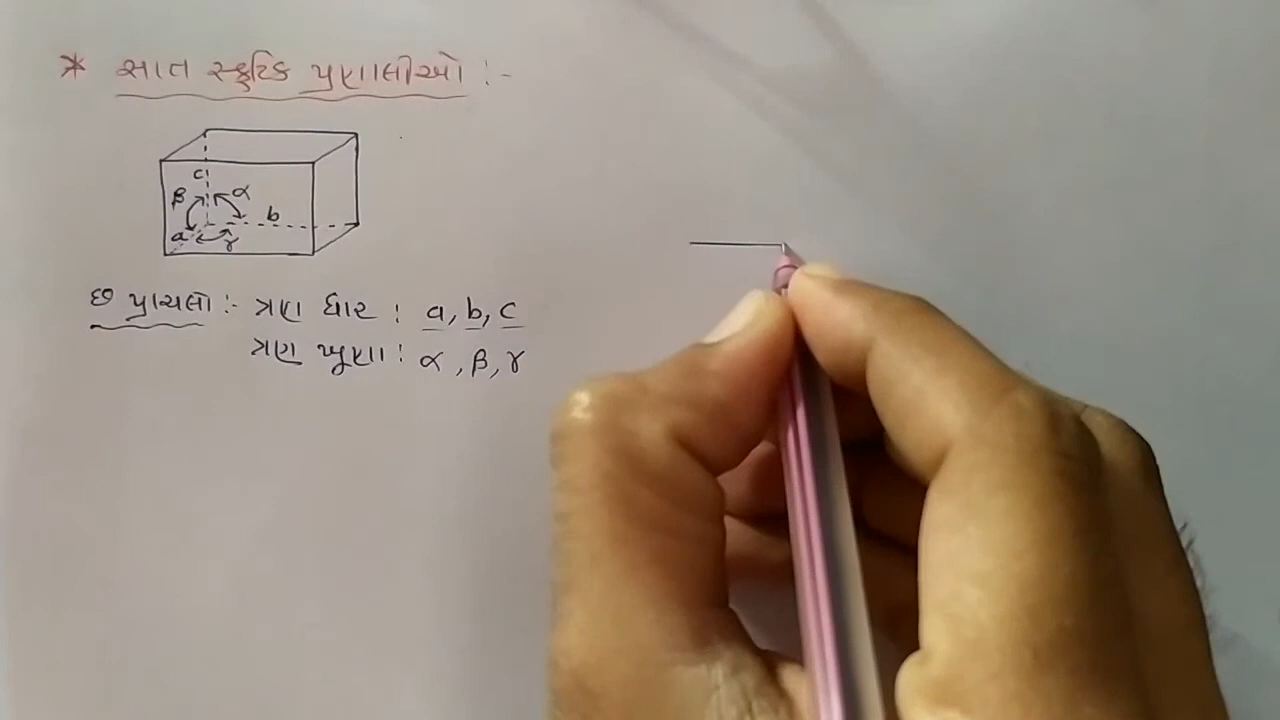 * સાત સ્ફટિક પ્રણાલીઓ :-
c
β α
b
a γ
છ પ્રાચલો :- ત્રણ ધાર : a, b, c
ત્રણ ખૂણા : α, β, γ